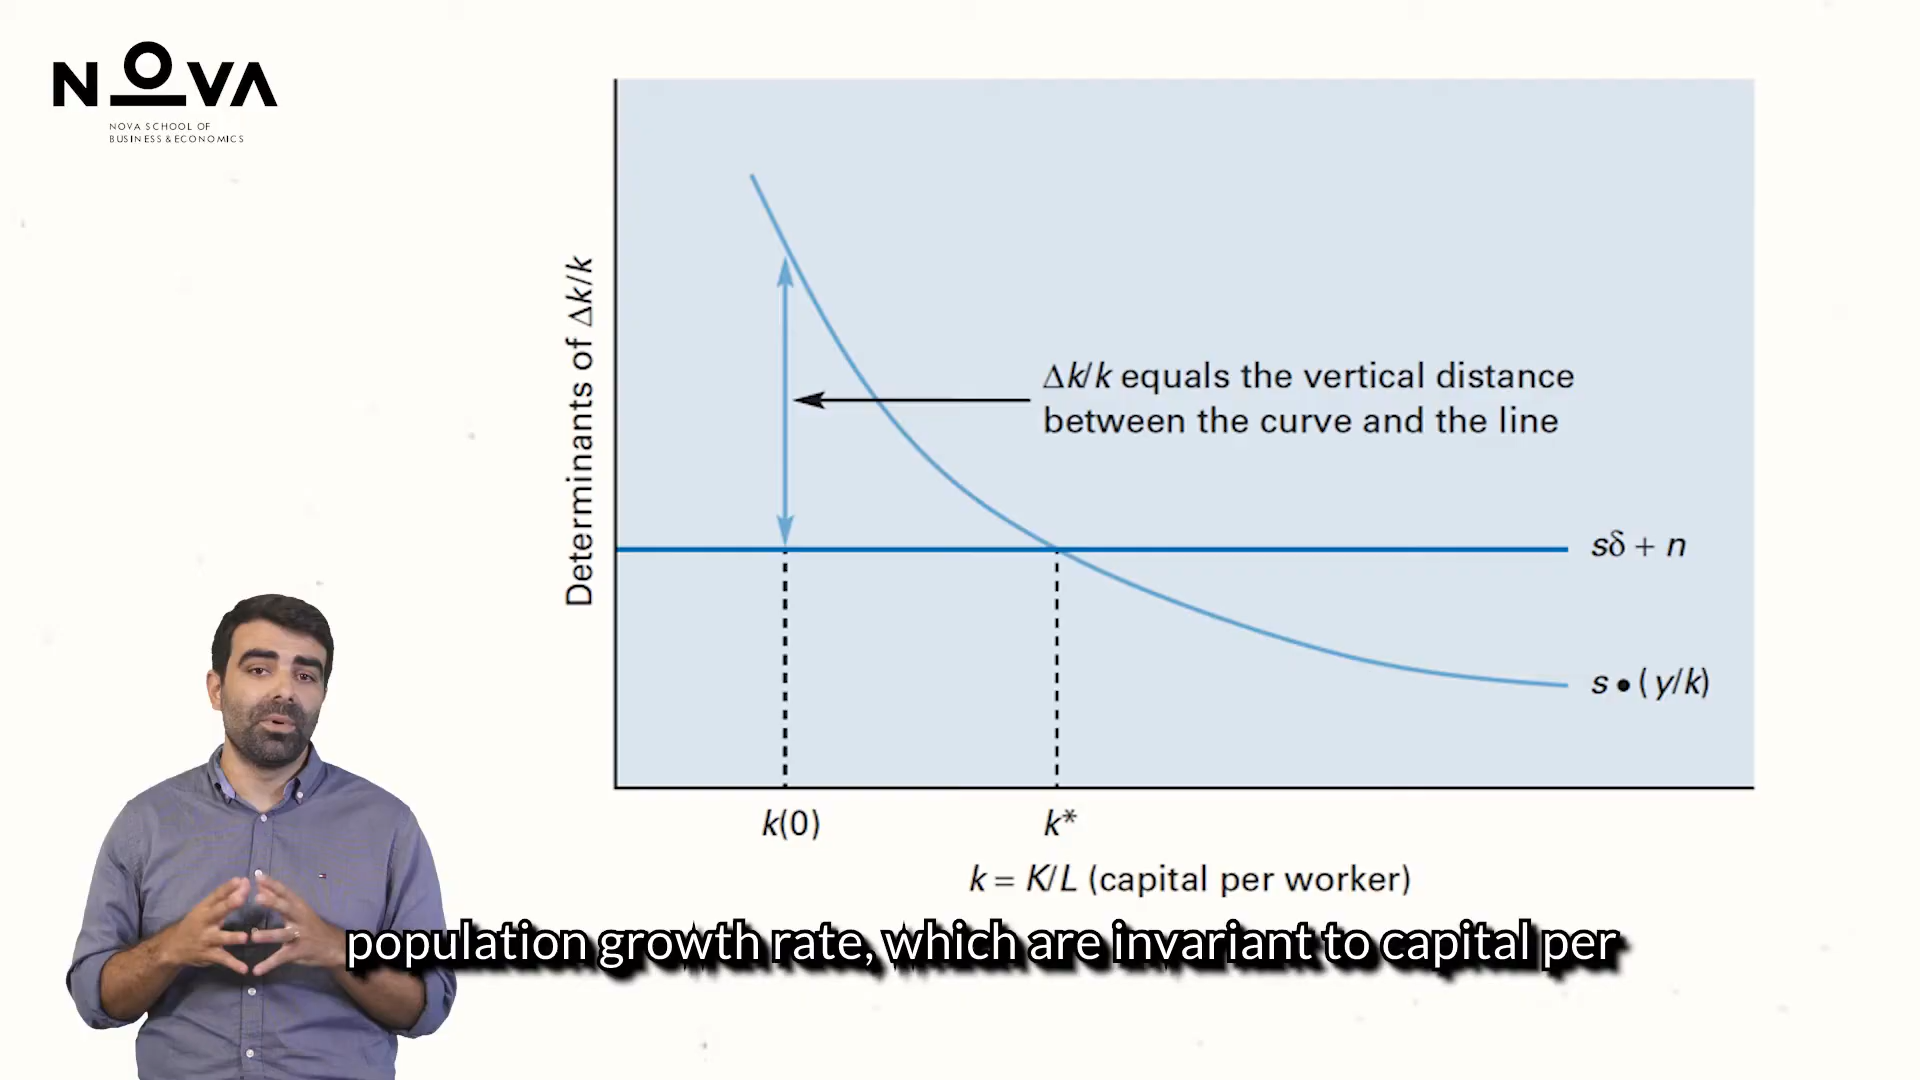 NOVA
NOVA SCHOOL OF
BUSINESS & ECONOMICS
Determinants of Δk/k
Δk/k equals the vertical distance
between the curve and the line
sδ + n
s • (y/k)
k(0)
k*
k = K/L (capital per worker)
population growth rate, which are invariant to capital per